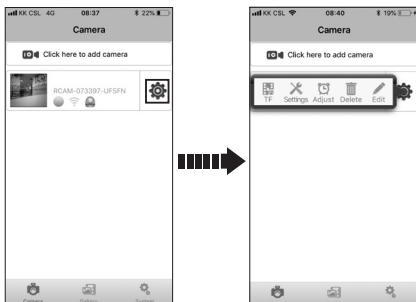 KK CSL 4G 08:37 22%
Camera
Click here to add camera
RCAM-073397-UFSFN
Camera Gallery System
KK CSL 08:40 19%
Camera
Click here to add camera
TF Settings Adjust Delete Edit